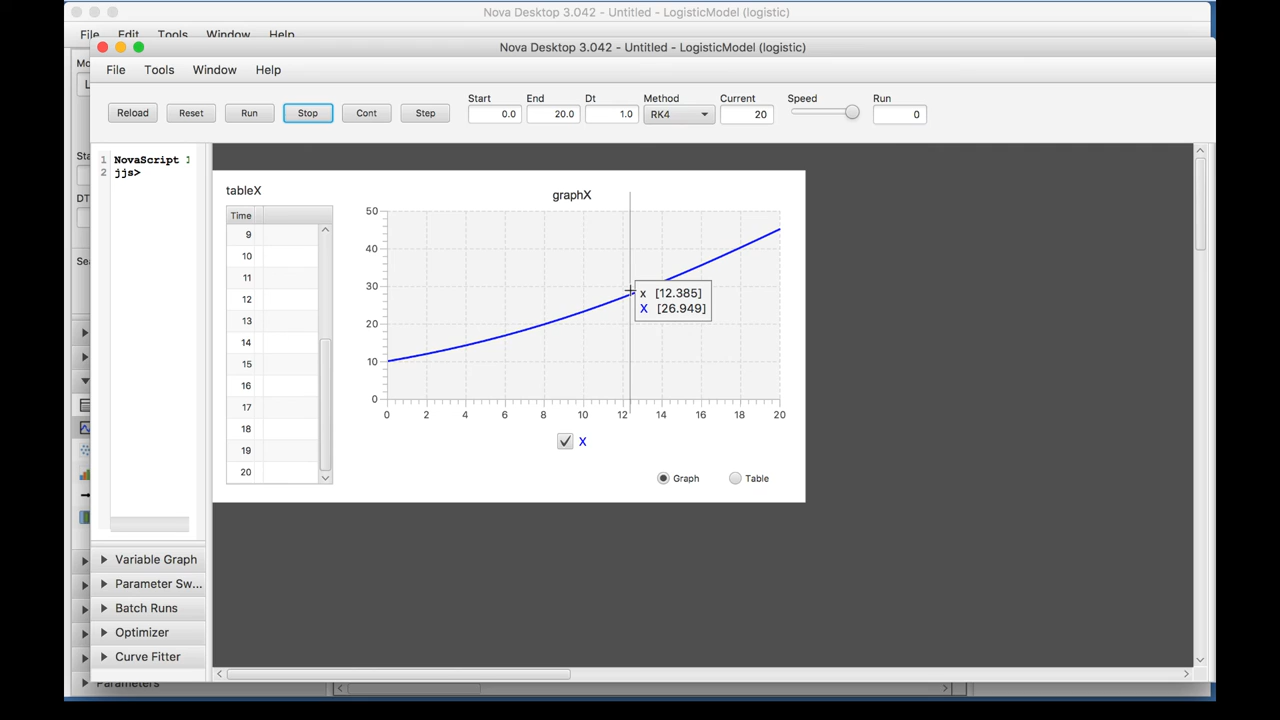 Nova Desktop 3.042 - Untitled - LogisticModel (logistic)
File Edit Tools Window Help
Nova Desktop 3.042 - Untitled - LogisticModel (logistic)
File Tools Window Help
Reload Reset Run Stop Cont Step
Start End Dt Method Current Speed Run
0.0 20.0 1.0 RK4 20 0
1 NovaScript
2 jjs>
tableX
Time
9
10
11
12
13
14
15
16
17
18
19
20
graphX
50
40
30
20
10
0
0 2 4 6 8 10 12 14 16 18 20
x [12.385]
X [26.949]
X
Graph Table
Variable Graph
Parameter Sw...
Batch Runs
Optimizer
Curve Fitter
Parameters